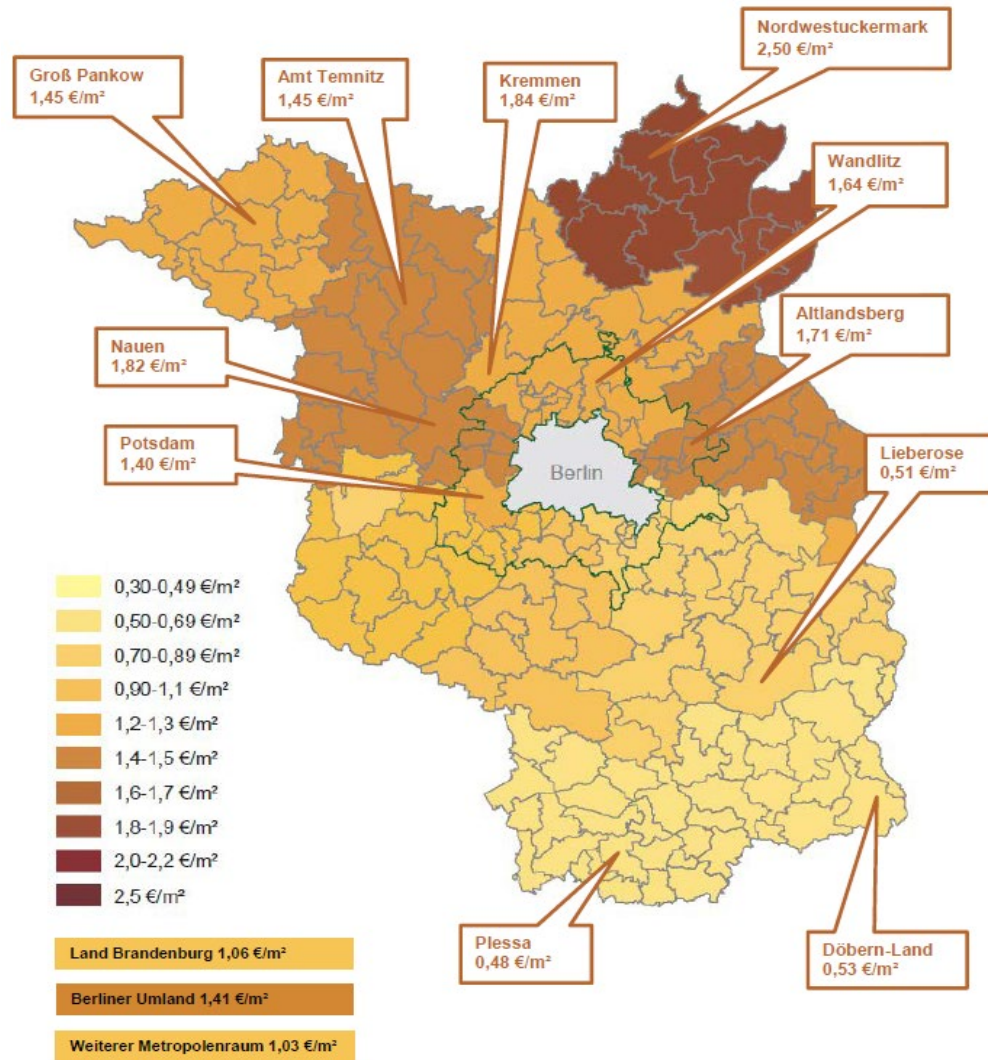 Nordwestuckermark
2,50 €/m²
Groß Pankow
1,45 €/m²
Amt Temnitz
1,45 €/m²
Kremmen
1,84 €/m²
Wandlitz
1,64 €/m²
Altlandsberg
1,71 €/m²
Nauen
1,82 €/m²
Potsdam
1,40 €/m²
Lieberose
0,51 €/m²
Berlin
0,30-0,49 €/m²
0,50-0,69 €/m²
0,70-0,89 €/m²
0,90-1,1 €/m²
1,2-1,3 €/m²
1,4-1,5 €/m²
1,6-1,7 €/m²
1,8-1,9 €/m²
2,0-2,2 €/m²
2,5 €/m²
Plessa
0,48 €/m²
Döbern-Land
0,53 €/m²
Land Brandenburg 1,06 €/m²
Berliner Umland 1,41 €/m²
Weiterer Metropolenraum 1,03 €/m²